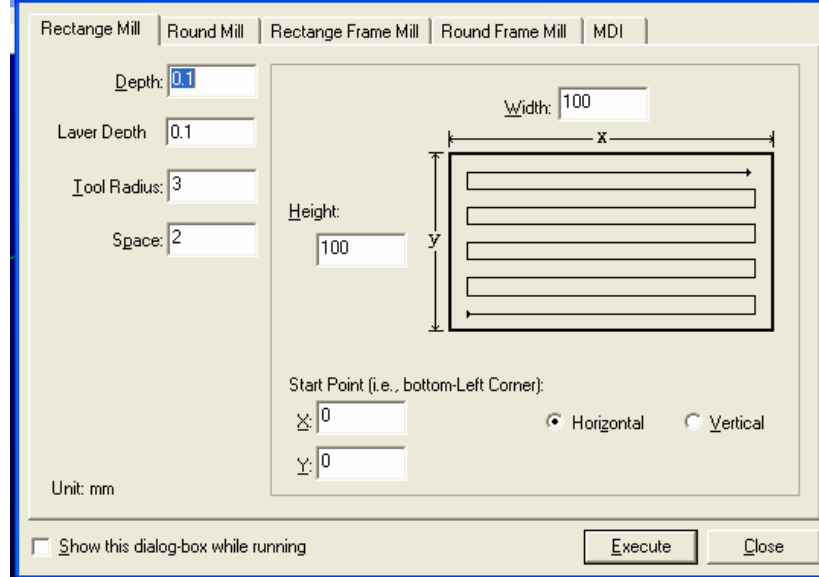 Rectange Mill Round Mill Rectange Frame Mill Round Frame Mill MDI
Depth: 0.1
Layer Depth 0.1
Tool Radius: 3
Space: 2
Width: 100
X
Height:
100
y
Start Point (i.e., bottom-Left Corner):
X: 0
Horizontal Vertical
Y: 0
Unit: mm
Show this dialog-box while running Execute Close